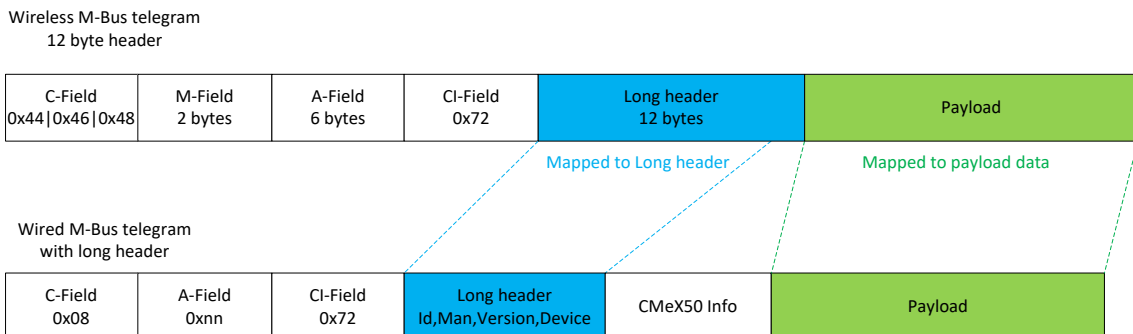 Wireless M-Bus telegram
12 byte header
C-Field
0x44|0x46|0x48
M-Field
2 bytes
A-Field
6 bytes
CI-Field
0x72
Long header
12 bytes
Payload
Mapped to Long header
Mapped to payload data
Wired M-Bus telegram
with long header
C-Field
0x08
A-Field
0xnn
CI-Field
0x72
Long header
Id,Man,Version,Device
CMeX50 Info
Payload